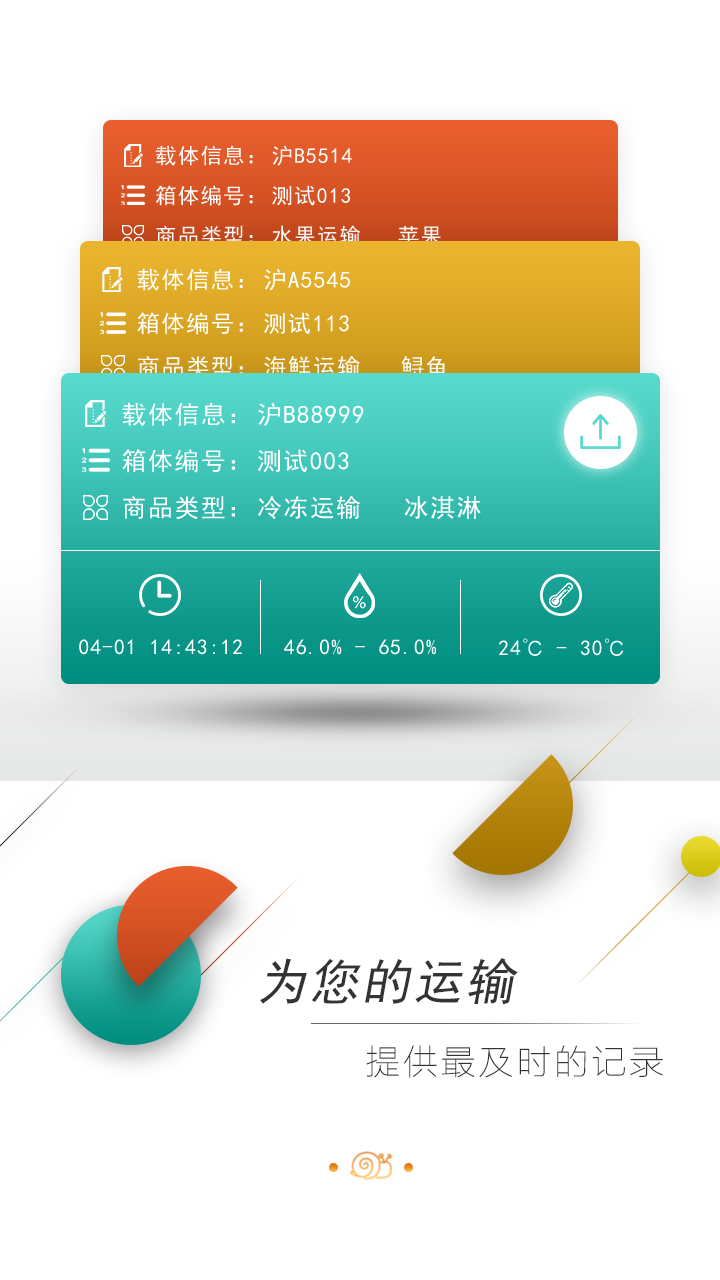 载体信息： 沪B5514
箱体编号： 测试013
商品类型： 水果运输 苹果
载体信息： 沪A5545
箱体编号： 测试113
商品类型： 海鲜运输 鲟鱼
载体信息： 沪B88999
箱体编号： 测试003
商品类型： 冷冻运输 冰淇淋
04-01 14:43:12 46.0% - 65.0% 24℃ - 30℃
为您的运输
提供最及时的记录